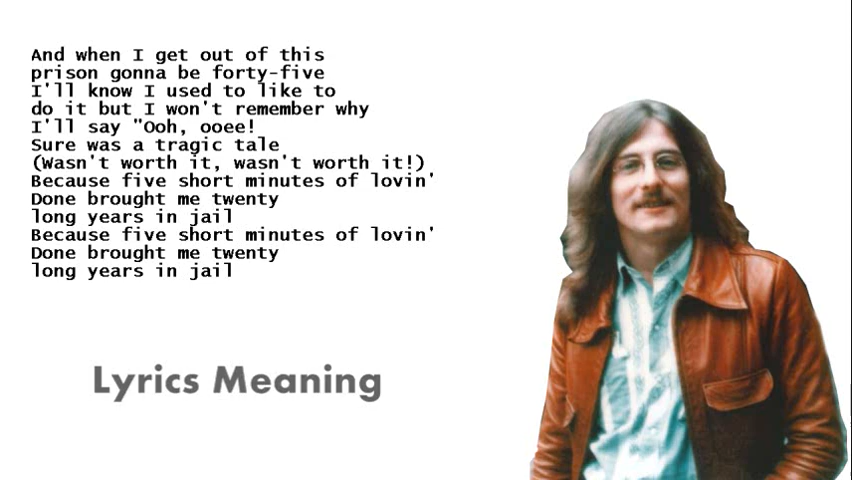 And when I get out of this
prison gonna be forty-five
I'll know I used to like to
do it but I won't remember why
I'll say "Ooh, ooee!
Sure was a tragic tale
(Wasn't worth it, wasn't worth it!)
Because five short minutes of lovin'
Done brought me twenty
long years in jail
Because five short minutes of lovin'
Done brought me twenty
long years in jail
Lyrics Meaning